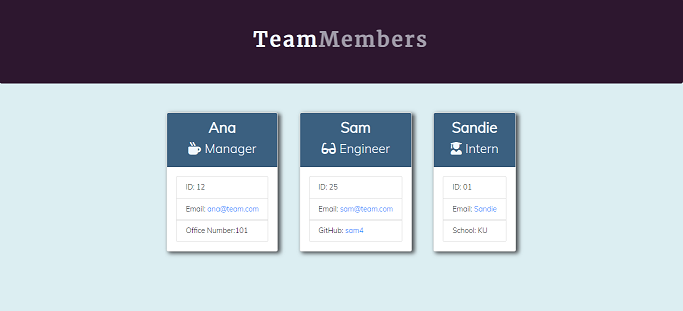 TeamMembers
Ana
Manager
ID: 12
Email: ana@team.com
Office Number:101
Sam
Engineer
ID: 25
Email: sam@team.com
GitHub: sam4
Sandie
Intern
ID: 01
Email: Sandie
School: KU